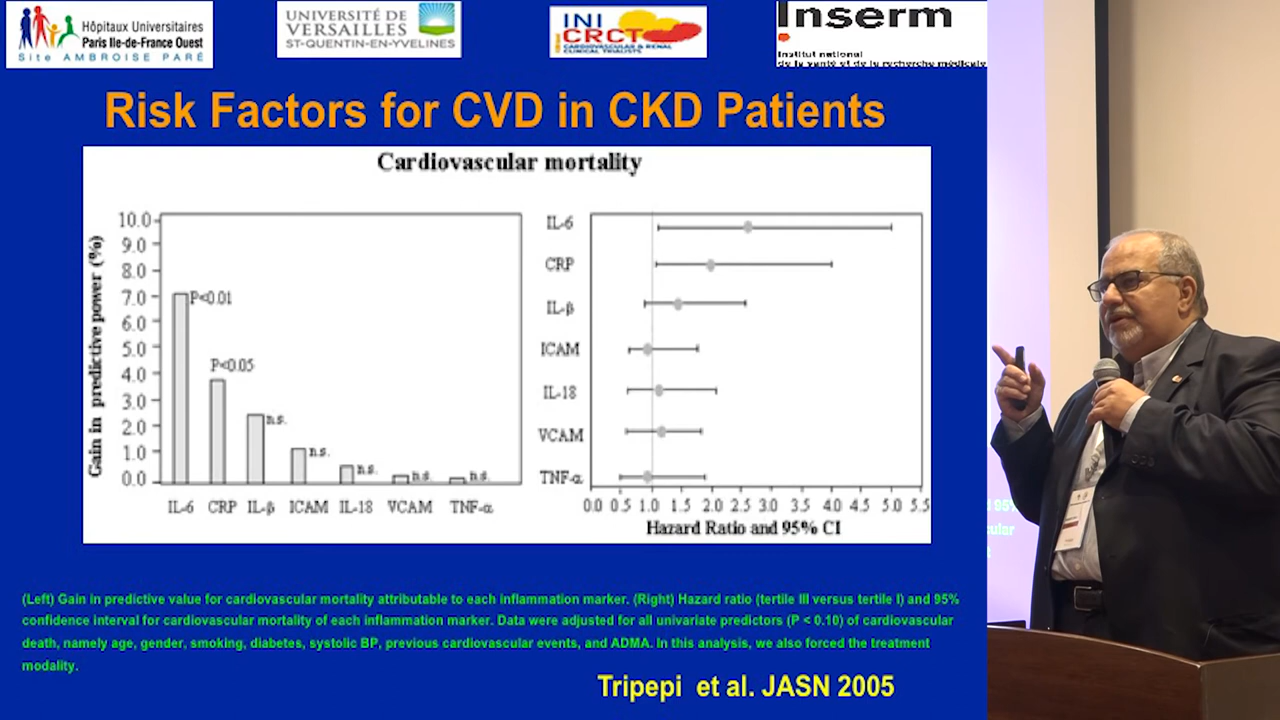 Hôpitaux Universitaires
Paris Ile-de-France Ouest
Site AMBROISE PARÉ
UNIVERSITÉ DE
VERSAILLES
ST-QUENTIN-EN-YVELINES
INI
CRCT
CARDIOVASCULAR & RENAL
CLINICAL TRIALISTS
Inserm
Institut national
de la santé et de la recherche médicale
Risk Factors for CVD in CKD Patients
Cardiovascular mortality
Gain in predictive power (%)
10.0
9.0
8.0
7.0
6.0
5.0
4.0
3.0
2.0
1.0
0.0
P<0.01
P<0.05
n.s.
n.s.
n.s.
n.s.
n.s.
IL-6 CRP IL-β ICAM IL-18 VCAM TNF-α
IL-6
CRP
IL-β
ICAM
IL-18
VCAM
TNF-α
0.0 0.5 1.0 1.5 2.0 2.5 3.0 3.5 4.0 4.5 5.0 5.5
Hazard Ratio and 95% CI
(Left) Gain in predictive value for cardiovascular mortality attributable to each inflammation marker. (Right) Hazard ratio (tertile III versus tertile I) and 95%
confidence interval for cardiovascular mortality of each inflammation marker. Data were adjusted for all univariate predictors (P < 0.10) of cardiovascular
death, namely age, gender, smoking, diabetes, systolic BP, previous cardiovascular events, and ADMA. In this analysis, we also forced the treatment
modality.
Tripepi et al. JASN 2005